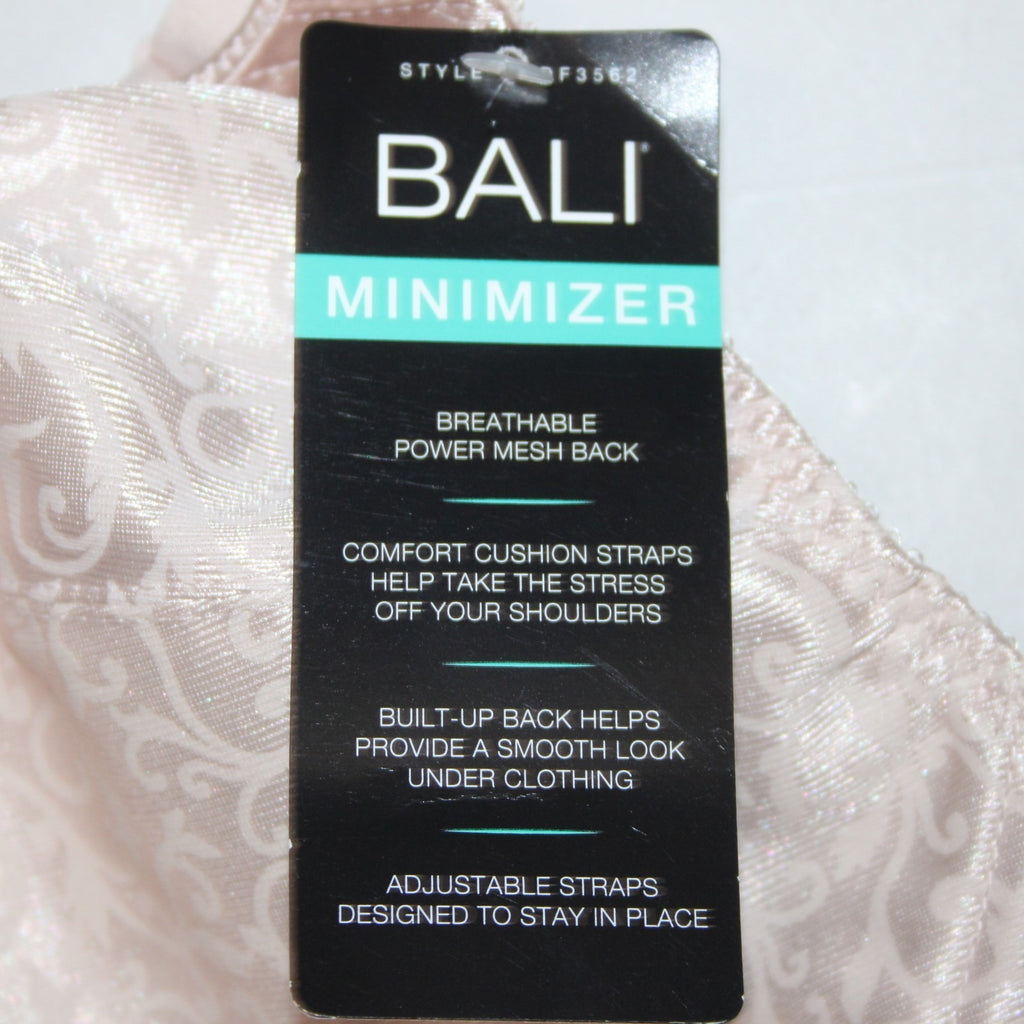 STYLE F3562
BALI®
MINIMIZER
BREATHABLE
POWER MESH BACK
COMFORT CUSHION STRAPS
HELP TAKE THE STRESS
OFF YOUR SHOULDERS
BUILT-UP BACK HELPS
PROVIDE A SMOOTH LOOK
UNDER CLOTHING
ADJUSTABLE STRAPS
DESIGNED TO STAY IN PLACE